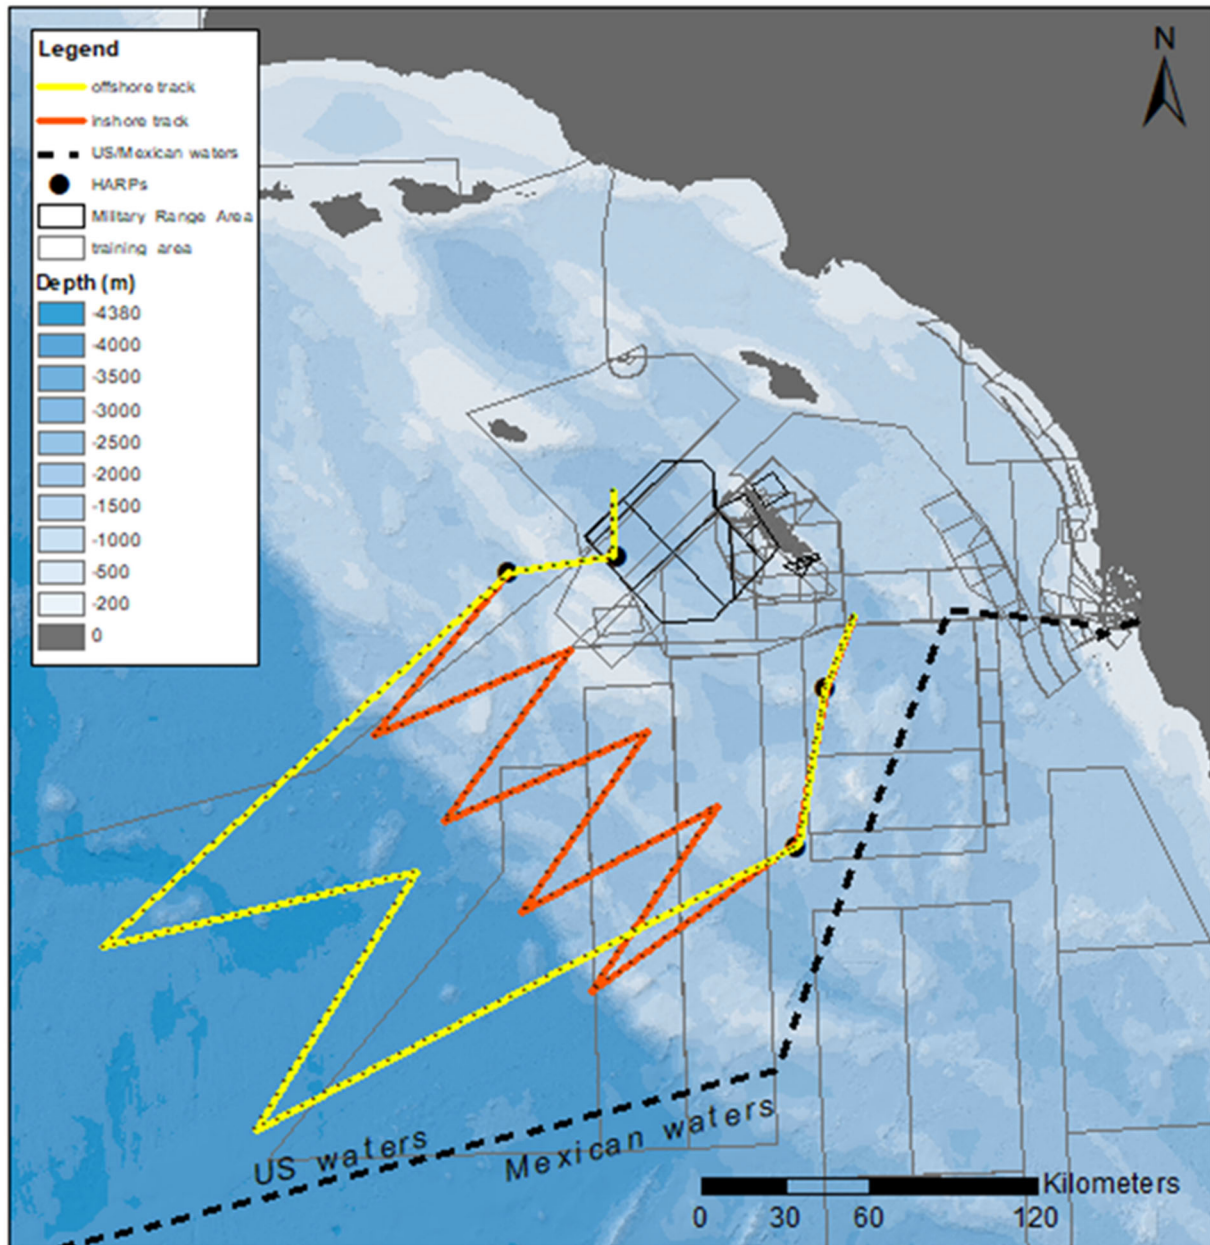 Legend
offshore track
inshore track
US/Mexican waters
HARPs
Military Range Area
training area
Depth (m)
-4380
-4000
-3500
-3000
-2500
-2000
-1500
-1000
-500
-200
0
N
US waters
Mexican waters
Kilometers
0 30 60 120